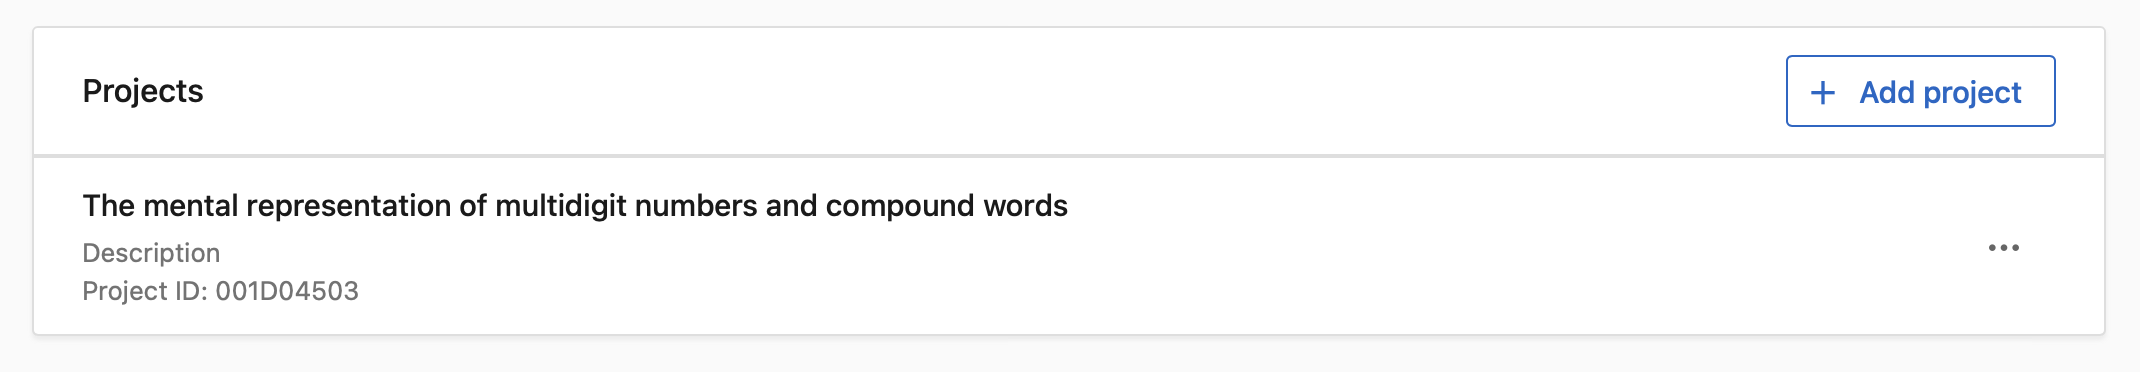 Projects
+ Add project
The mental representation of multidigit numbers and compound words
Description
Project ID: 001D04503